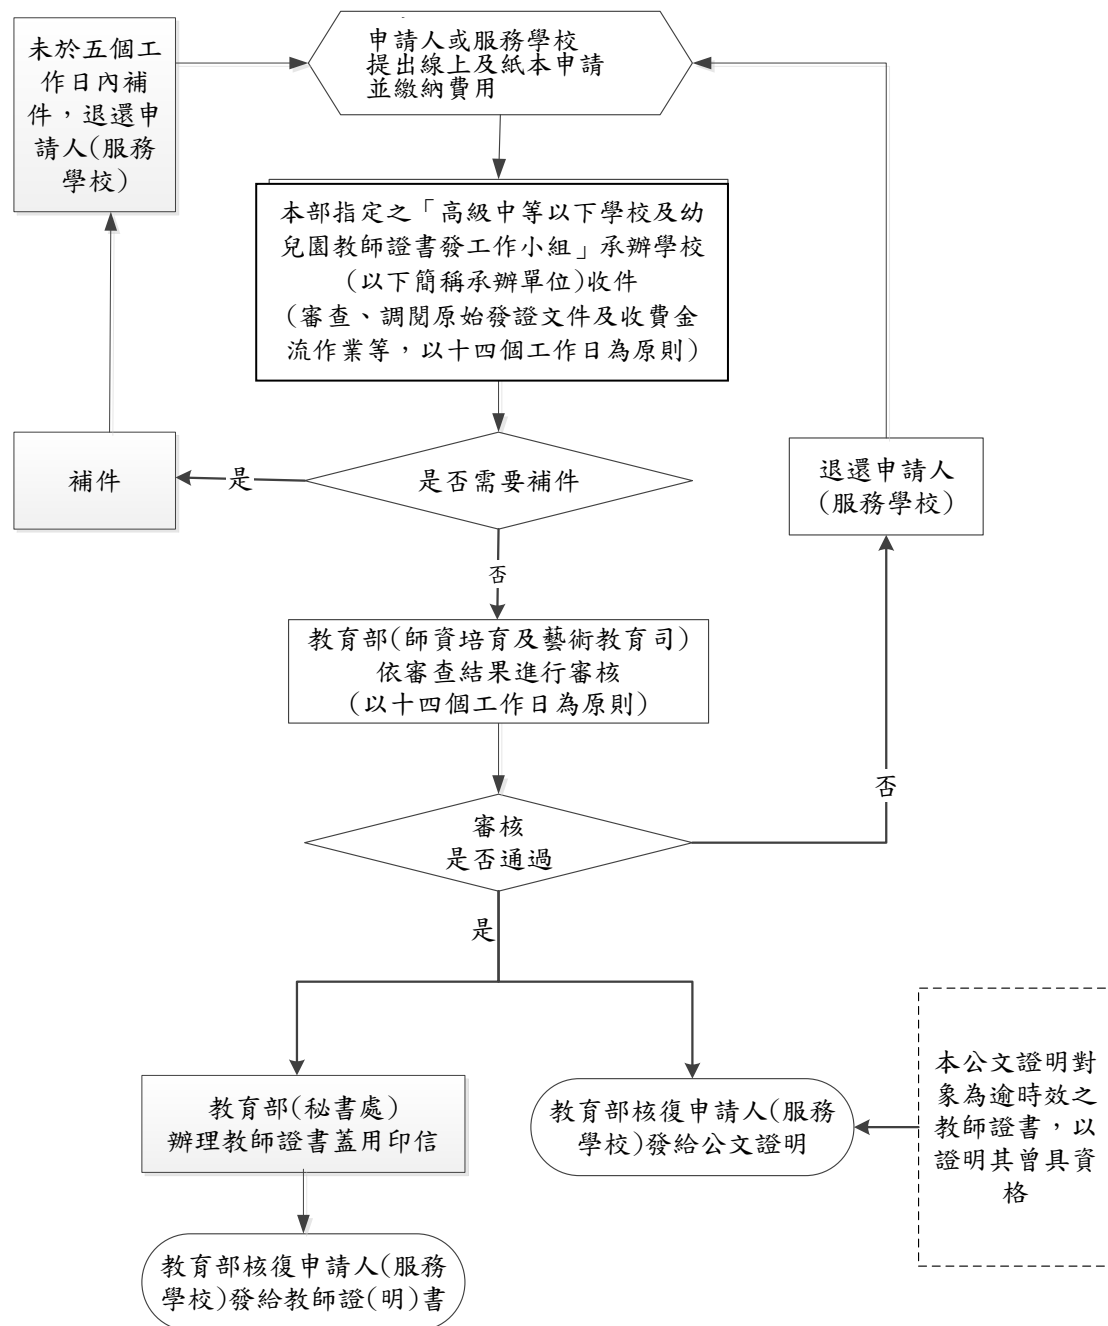 未於五個工
作日內補
件，退還申
請人(服務
學校)
申請人或服務學校
提出線上及紙本申請
並繳納費用
本部指定之「高級中等以下學校及幼
兒園教師證書發工作小組」承辦學校
(以下簡稱承辦單位)收件
(審查、調閱原始發證文件及收費金
流作業等，以十四個工作日為原則)
補件
是
是否需要補件
退還申請人
(服務學校)
否
教育部(師資培育及藝術教育司)
依審查結果進行審核
(以十四個工作日為原則)
否
審核
是否通過
是
教育部(秘書處)
辦理教師證書蓋用印信
教育部核復申請人(服務
學校)發給公文證明
本公文證明對
象為逾時效之
教師證書，以
證明其曾具資
格
教育部核復申請人(服務
學校)發給教師證(明)書